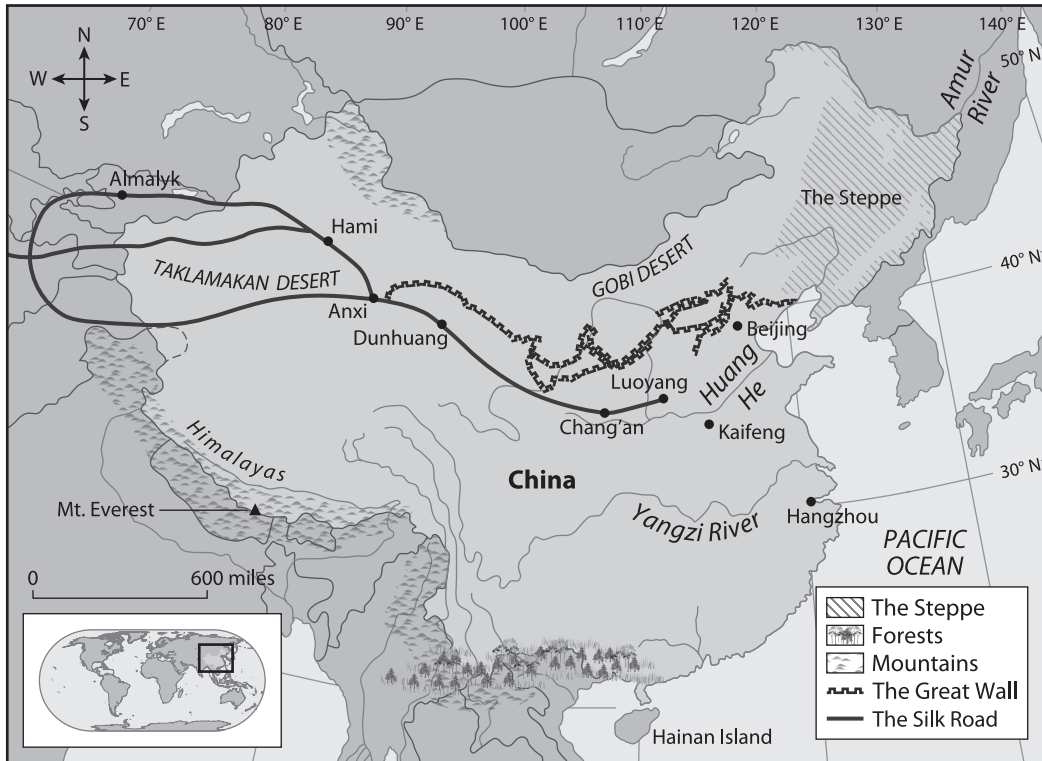 70° E 80° E 90° E 100° E 110° E 120° E 130° E 140° E
N
W E
S
50° N
Amur
River
Almalyk
The Steppe
Hami
GOBI DESERT
40° N
TAKLAMAKAN DESERT
Anxi
Dunhuang
Beijing
Luoyang
Huang
He
Chang'an
Kaifeng
Himalayas
China
30° N
Mt. Everest
Yangzi River
Hangzhou
PACIFIC
OCEAN
0 600 miles
The Steppe
Forests
Mountains
The Great Wall
The Silk Road
Hainan Island